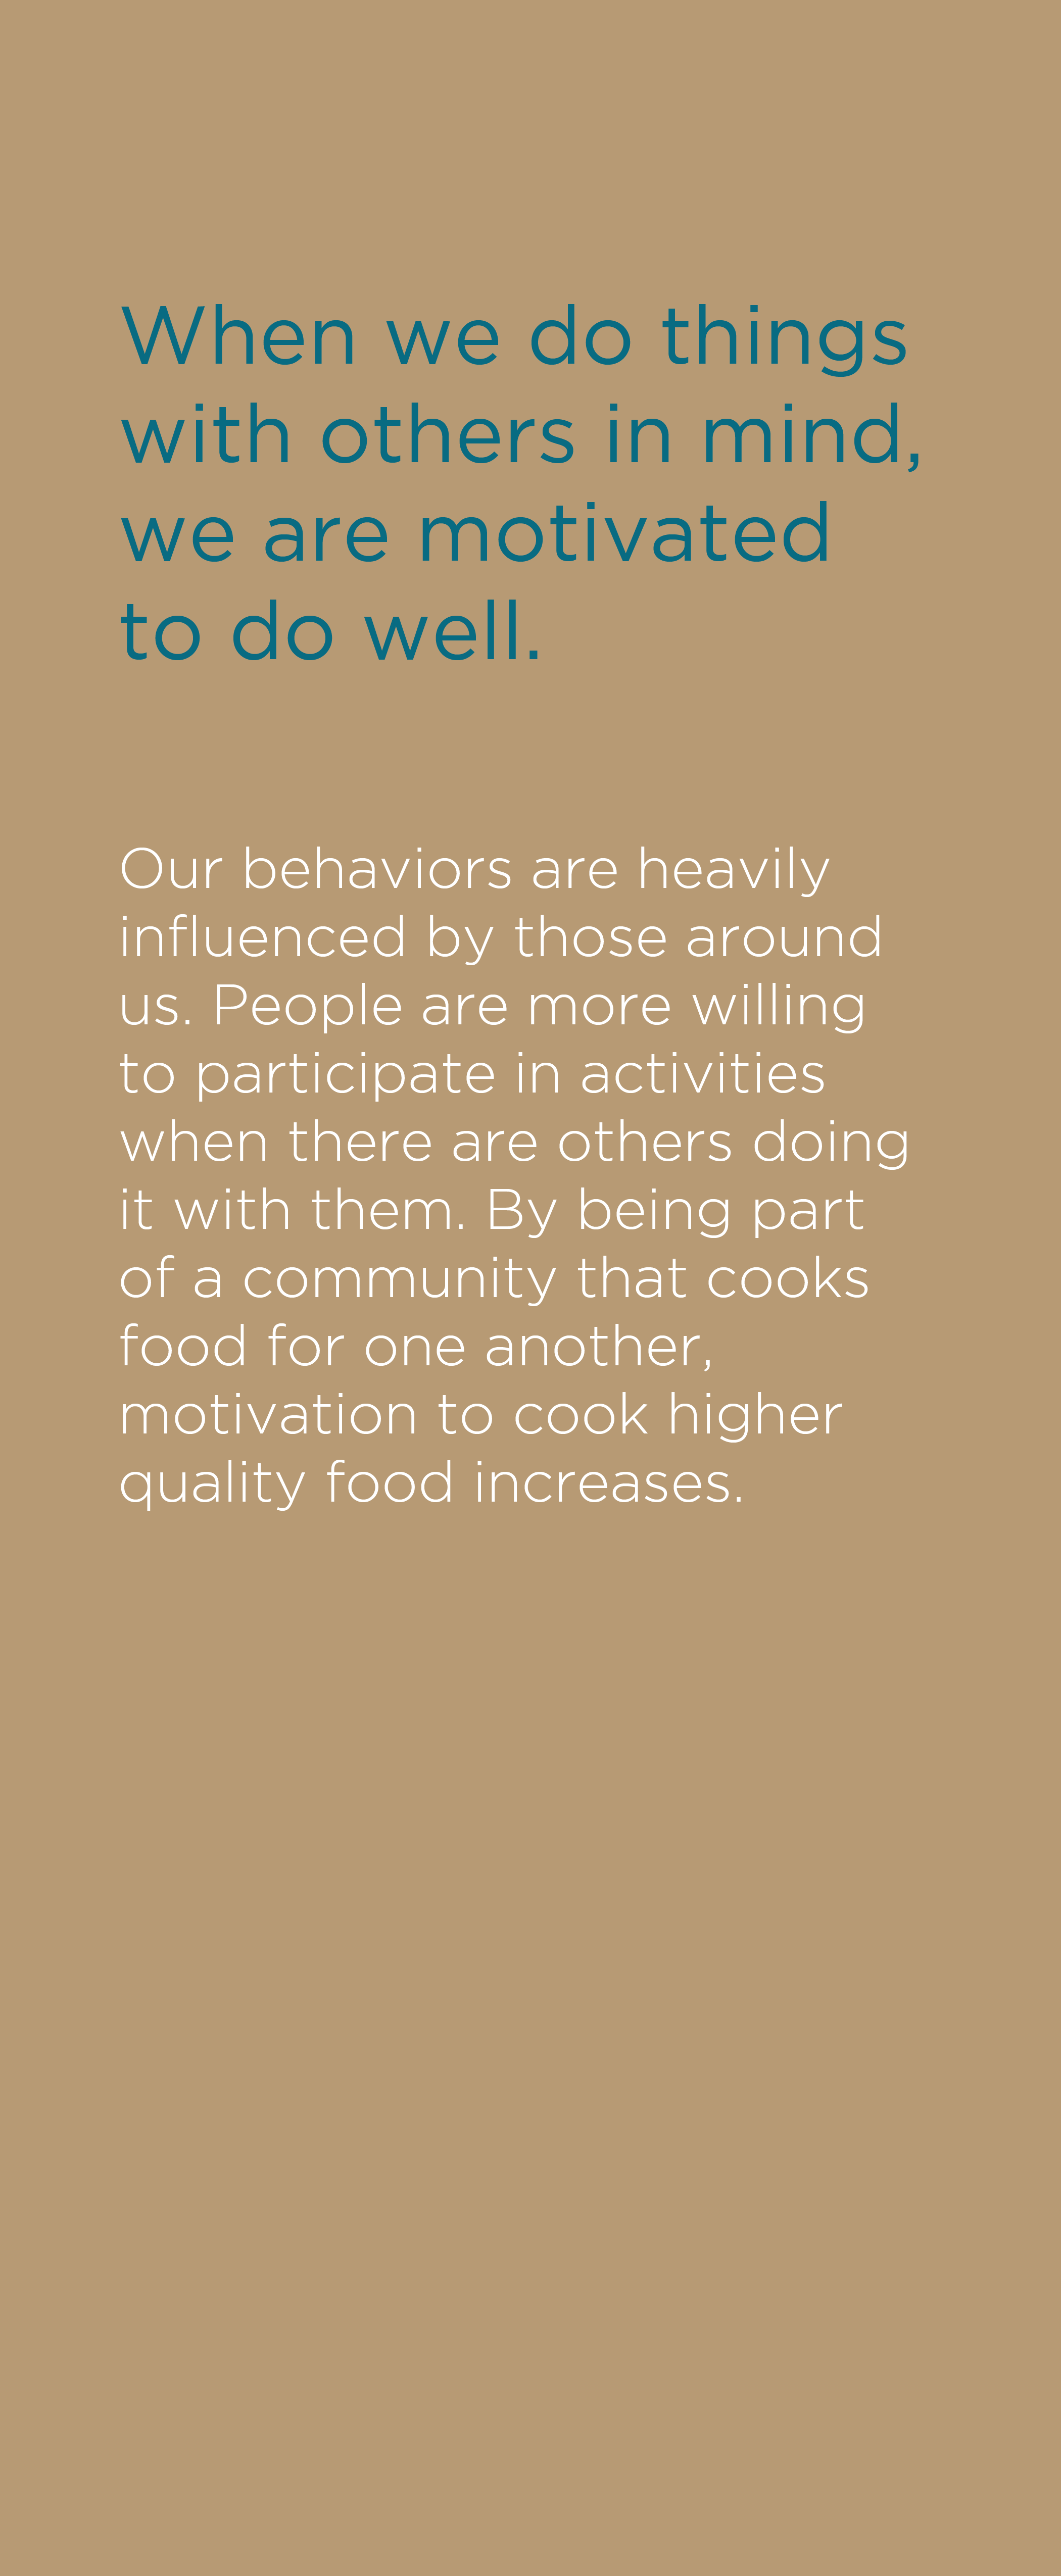 When we do things
with others in mind,
we are motivated
to do well.
Our behaviors are heavily
influenced by those around
us. People are more willing
to participate in activities
when there are others doing
it with them. By being part
of a community that cooks
food for one another,
motivation to cook higher
quality food increases.